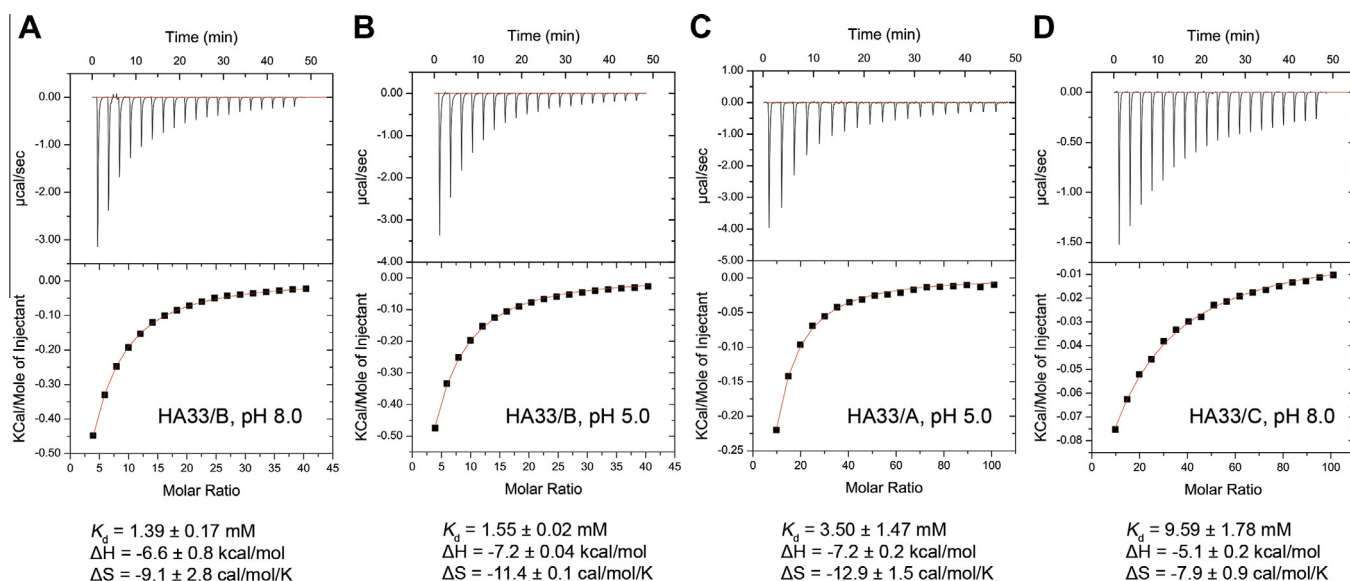 A
Time (min)
0 10 20 30 40 50
0.00
-1.00
-2.00
-3.00
µcal/sec
0.00
-0.10
-0.20
-0.30
-0.40
-0.50
KCal/Mole of Injectant
HA33/B, pH 8.0
0 5 10 15 20 25 30 35 40 45
Molar Ratio
Kd = 1.39 ± 0.17 mM
ΔH = -6.6 ± 0.8 kcal/mol
ΔS = -9.1 ± 2.8 cal/mol/K
B
Time (min)
0 10 20 30 40 50
0.00
-1.00
-2.00
-3.00
-4.00
µcal/sec
0.00
-0.10
-0.20
-0.30
-0.40
-0.50
KCal/Mole of Injectant
HA33/B, pH 5.0
0 5 10 15 20 25 30 35 40 45
Molar Ratio
Kd = 1.55 ± 0.02 mM
ΔH = -7.2 ± 0.04 kcal/mol
ΔS = -11.4 ± 0.1 cal/mol/K
C
Time (min)
0 10 20 30 40 50
1.00
0.00
-1.00
-2.00
-3.00
-4.00
-5.00
µcal/sec
0.00
-0.05
-0.10
-0.15
-0.20
-0.25
KCal/Mole of Injectant
HA33/A, pH 5.0
0 20 40 60 80 100
Molar Ratio
Kd = 3.50 ± 1.47 mM
ΔH = -7.2 ± 0.2 kcal/mol
ΔS = -12.9 ± 1.5 cal/mol/K
D
Time (min)
0 10 20 30 40 50
0.00
-0.50
-1.00
-1.50
µcal/sec
-0.01
-0.02
-0.03
-0.04
-0.05
-0.06
-0.07
-0.08
KCal/Mole of Injectant
HA33/C, pH 8.0
0 20 40 60 80 100
Molar Ratio
Kd = 9.59 ± 1.78 mM
ΔH = -5.1 ± 0.2 kcal/mol
ΔS = -7.9 ± 0.9 cal/mol/K